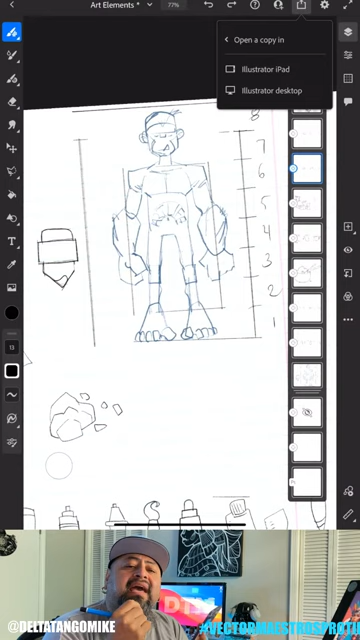 Art Elements *
77%
Open a copy in
Illustrator iPad
Illustrator desktop
8
7
6
5
4
3
2
1
13
@DELTATANGOMIKE